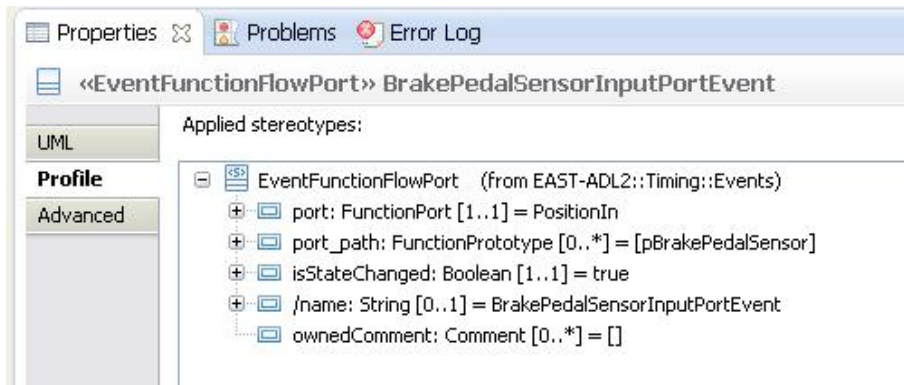 Properties Problems Error Log
«EventFunctionFlowPort» BrakePedalSensorInputPortEvent
UML
Profile
Advanced
Applied stereotypes:
<S> EventFunctionFlowPort (from EAST-ADL2::Timing::Events)
port: FunctionPort [1..1] = PositionIn
port_path: FunctionPrototype [0..*] = [pBrakePedalSensor]
isStateChanged: Boolean [1..1] = true
/name: String [0..1] = BrakePedalSensorInputPortEvent
ownedComment: Comment [0..*] = []